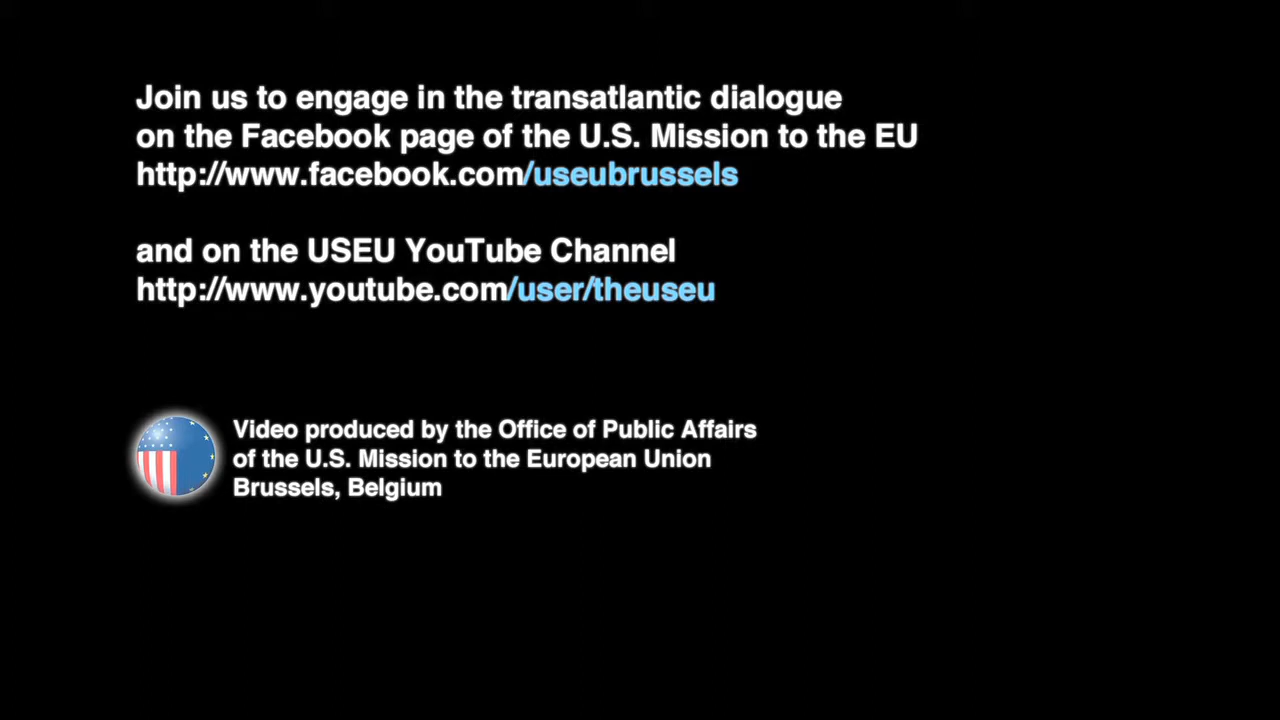 Join us to engage in the transatlantic dialogue
on the Facebook page of the U.S. Mission to the EU
http://www.facebook.com/useubrussels
and on the USEU YouTube Channel
http://www.youtube.com/user/theuseu
Video produced by the Office of Public Affairs
of the U.S. Mission to the European Union
Brussels, Belgium